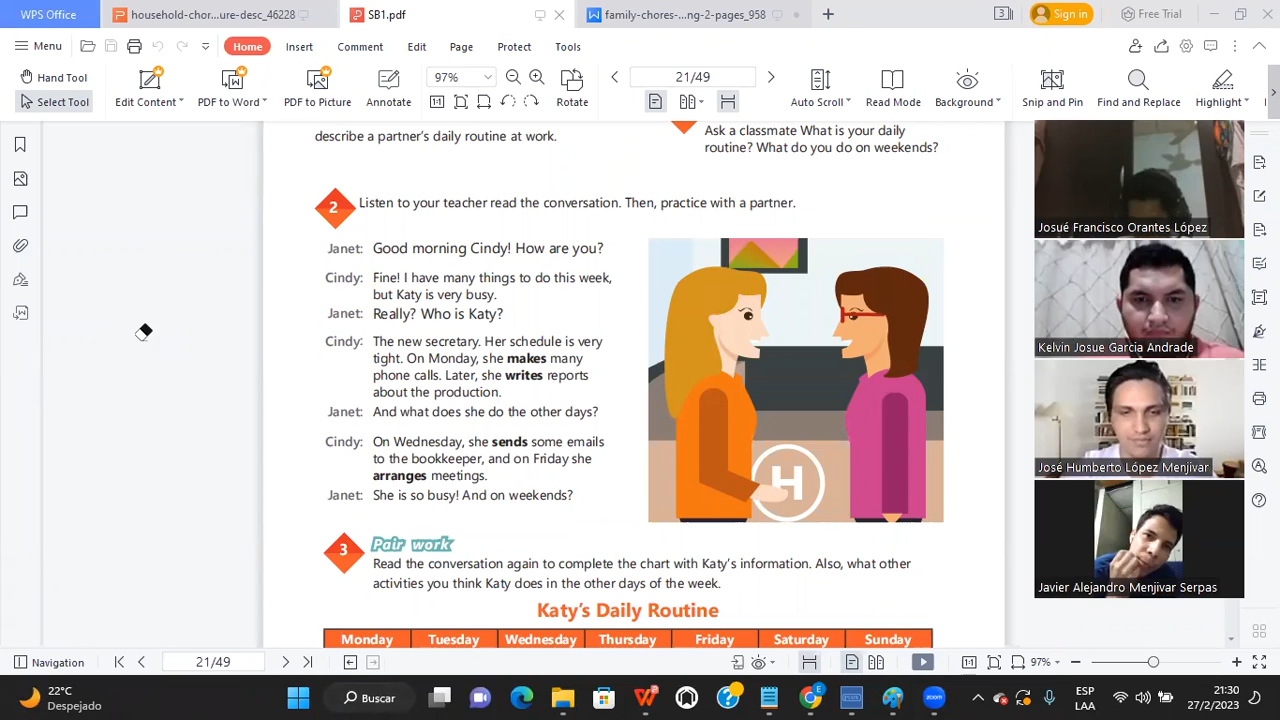 WPS Office
household-chor...ure-desc_46228
SB1.pdf
family-chores-...ng-2-pages_958
3
Sign in
Free Trial
Menu
Home
Insert
Comment
Edit
Page
Protect
Tools
Hand Tool
Select Tool
Edit Content
PDF to Word
PDF to Picture
Annotate
97%
Rotate
21/49
Auto Scroll
Read Mode
Background
Snip and Pin
Find and Replace
Highlight
describe a partner's daily routine at work.
Ask a classmate What is your daily
routine? What do you do on weekends?
2
Listen to your teacher read the conversation. Then, practice with a partner.
Janet: Good morning Cindy! How are you?
Cindy: Fine! I have many things to do this week,
but Katy is very busy.
Janet: Really? Who is Katy?
Cindy: The new secretary. Her schedule is very
tight. On Monday, she makes many
phone calls. Later, she writes reports
about the production.
Janet: And what does she do the other days?
Cindy: On Wednesday, she sends some emails
to the bookkeeper, and on Friday she
arranges meetings.
Janet: She is so busy! And on weekends?
H
3
Pair work
Read the conversation again to complete the chart with Katy's information. Also, what other
activities you think Katy does in the other days of the week.
Katy's Daily Routine
Monday Tuesday Wednesday Thursday Friday Saturday Sunday
Josué Francisco Orantes López
Kelvin Josue Garcia Andrade
José Humberto López Menjivar
Javier Alejandro Menjivar Serpas
Navigation
21/49
97%
22°C
Despejado
Buscar
ESP
LAA
21:30
27/2/2023